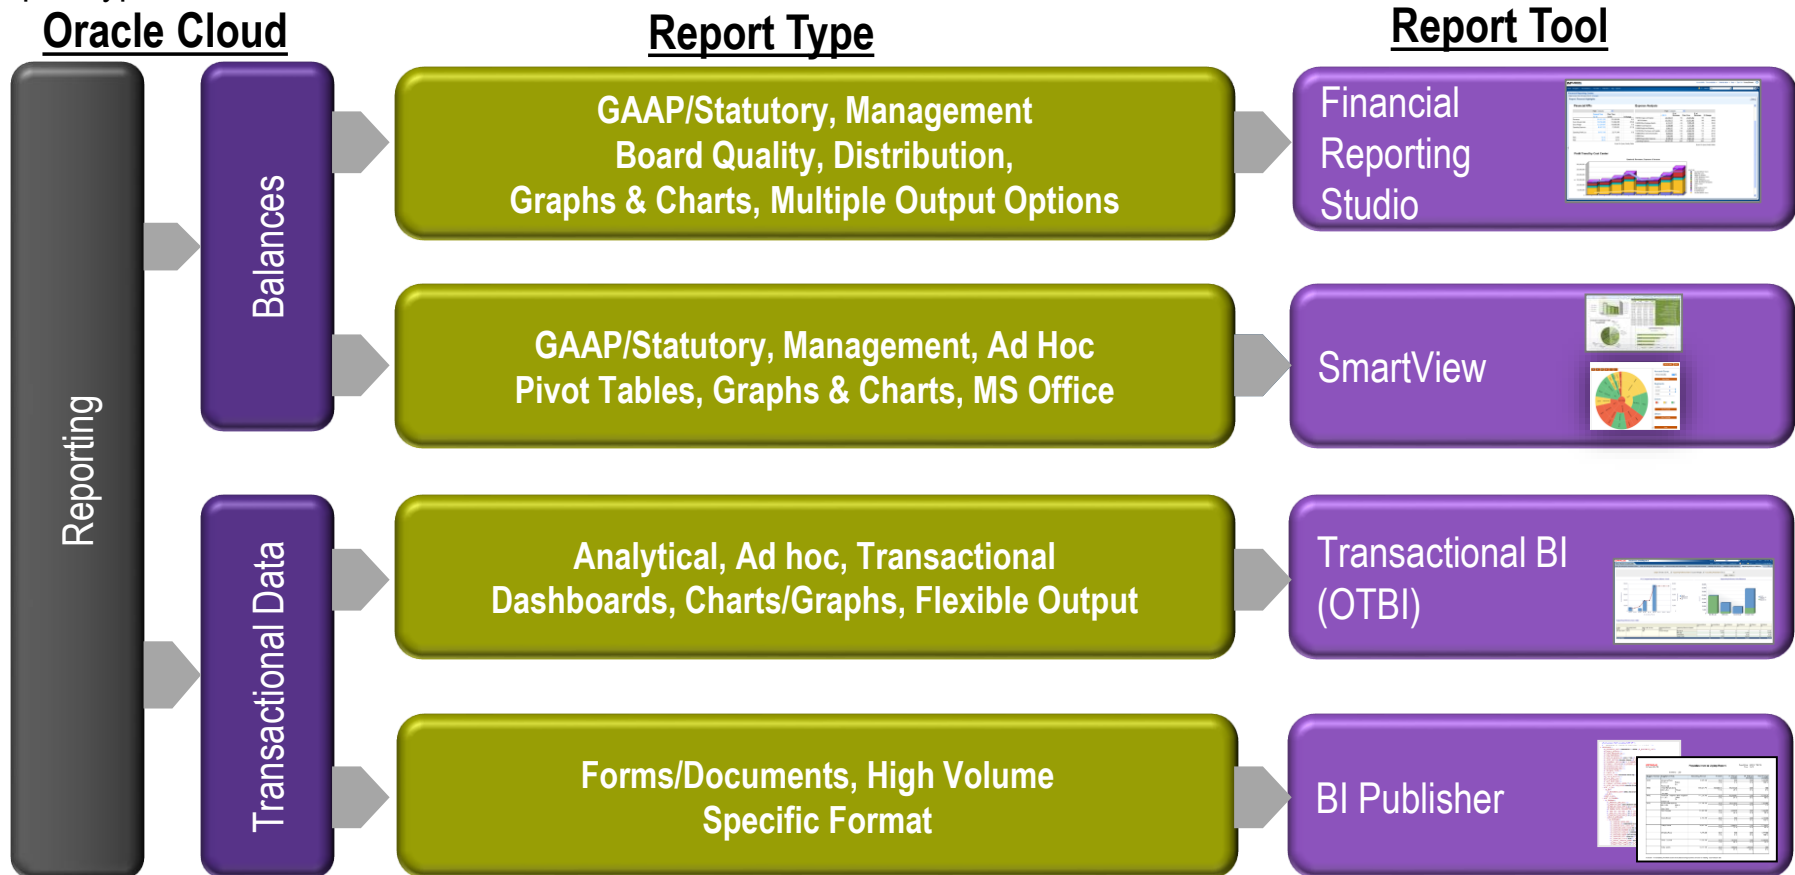 Oracle Cloud
Report Type
Report Tool
Reporting
Balances
GAAP/Statutory, Management
Board Quality, Distribution,
Graphs & Charts, Multiple Output Options
Financial
Reporting
Studio
GAAP/Statutory, Management, Ad Hoc
Pivot Tables, Graphs & Charts, MS Office
SmartView
Transactional Data
Analytical, Ad hoc, Transactional
Dashboards, Charts/Graphs, Flexible Output
Transactional BI
(OTBI)
Forms/Documents, High Volume
Specific Format
BI Publisher